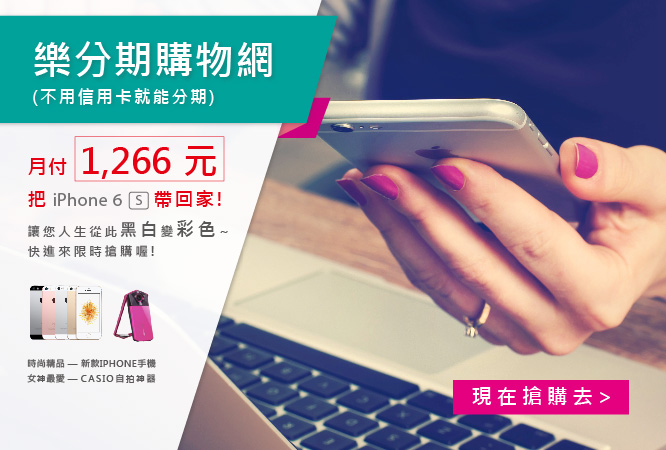 樂分期購物網
(不用信用卡就能分期)
月付 1,266 元
把 iPhone 6 S 帶回家!
讓您人生從此黑白變彩色~
快進來限時搶購喔!
時尚精品 — 新款IPHONE手機
女神最愛 — CASIO自拍神器
現在搶購去>